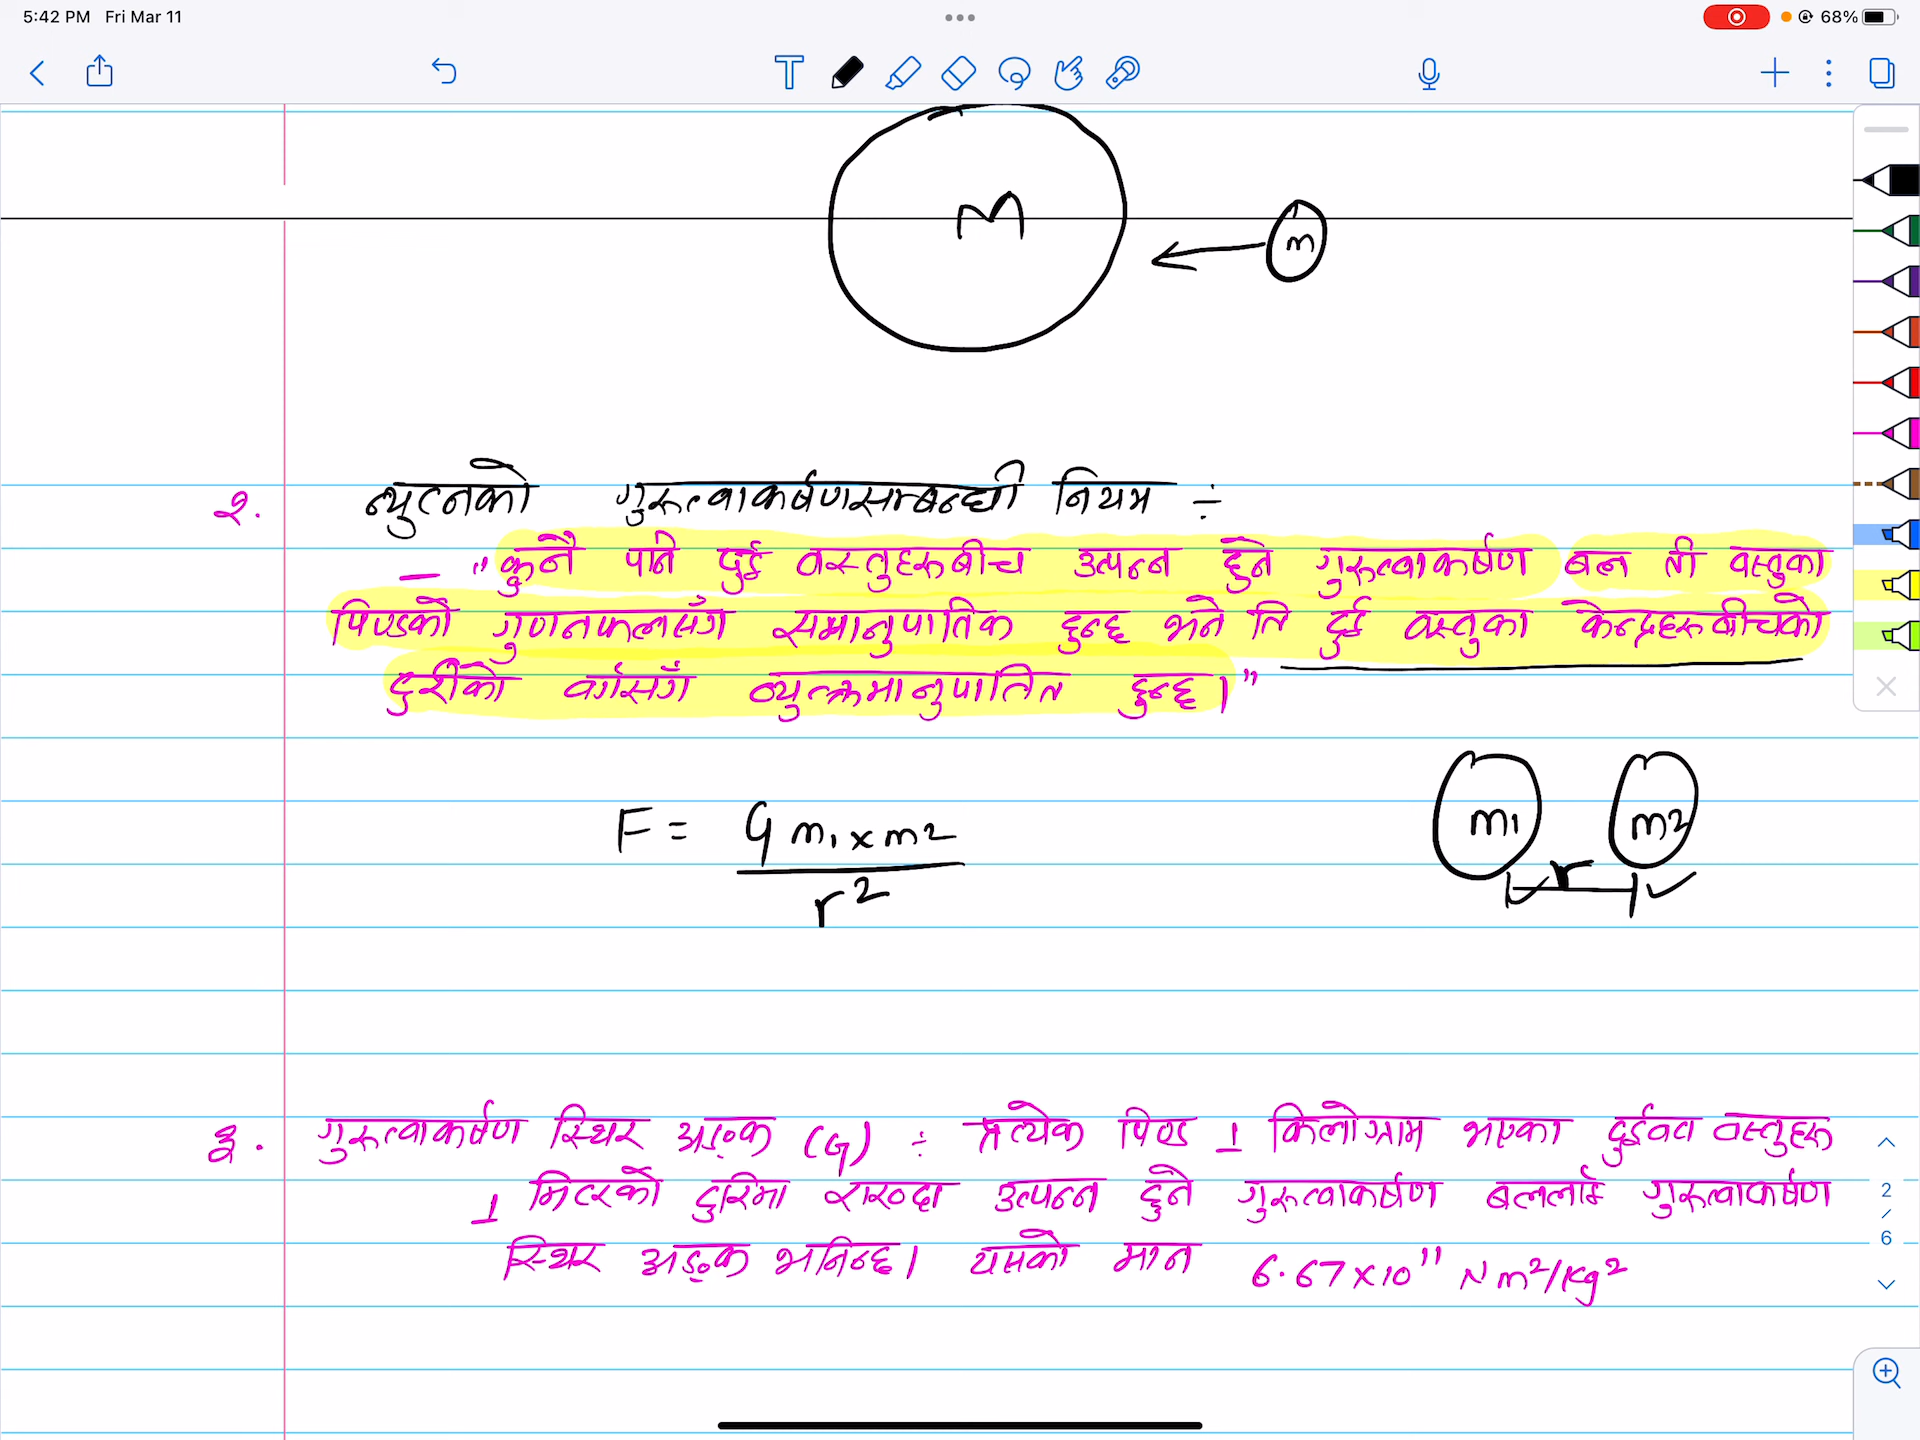 5:42 PM Fri Mar 11
68%
M
m
२. न्युटनको गुरुत्वाकर्षणसम्बन्धी नियम ÷
_ "कुनै पनि दुई वस्तुहरुबीच उत्पन्न हुने गुरुत्वाकर्षण बल ती वस्तुका
पिण्डको गुणनफलसँग समानुपातिक हुन्छ भने ति दुई वस्तुका केन्द्रहरुबीचको
दुरीको वर्गसँग व्युत्क्रमानुपातित हुन्छ।"
m1 m2
F = G m1 x m2
r
r²
३. गुरुत्वाकर्षण स्थिर अङ्क (G) ÷ प्रत्येक पिण्ड 1 किलोग्राम भएका दुईवटा वस्तुहरु
1 मिटरको दुरिमा राख्दा उत्पन्न हुने गुरुत्वाकर्षण बललाई गुरुत्वाकर्षण
2
6
स्थिर अङ्क भनिन्छ। यसको मान 6.67x10¹¹ Nm²/kg²